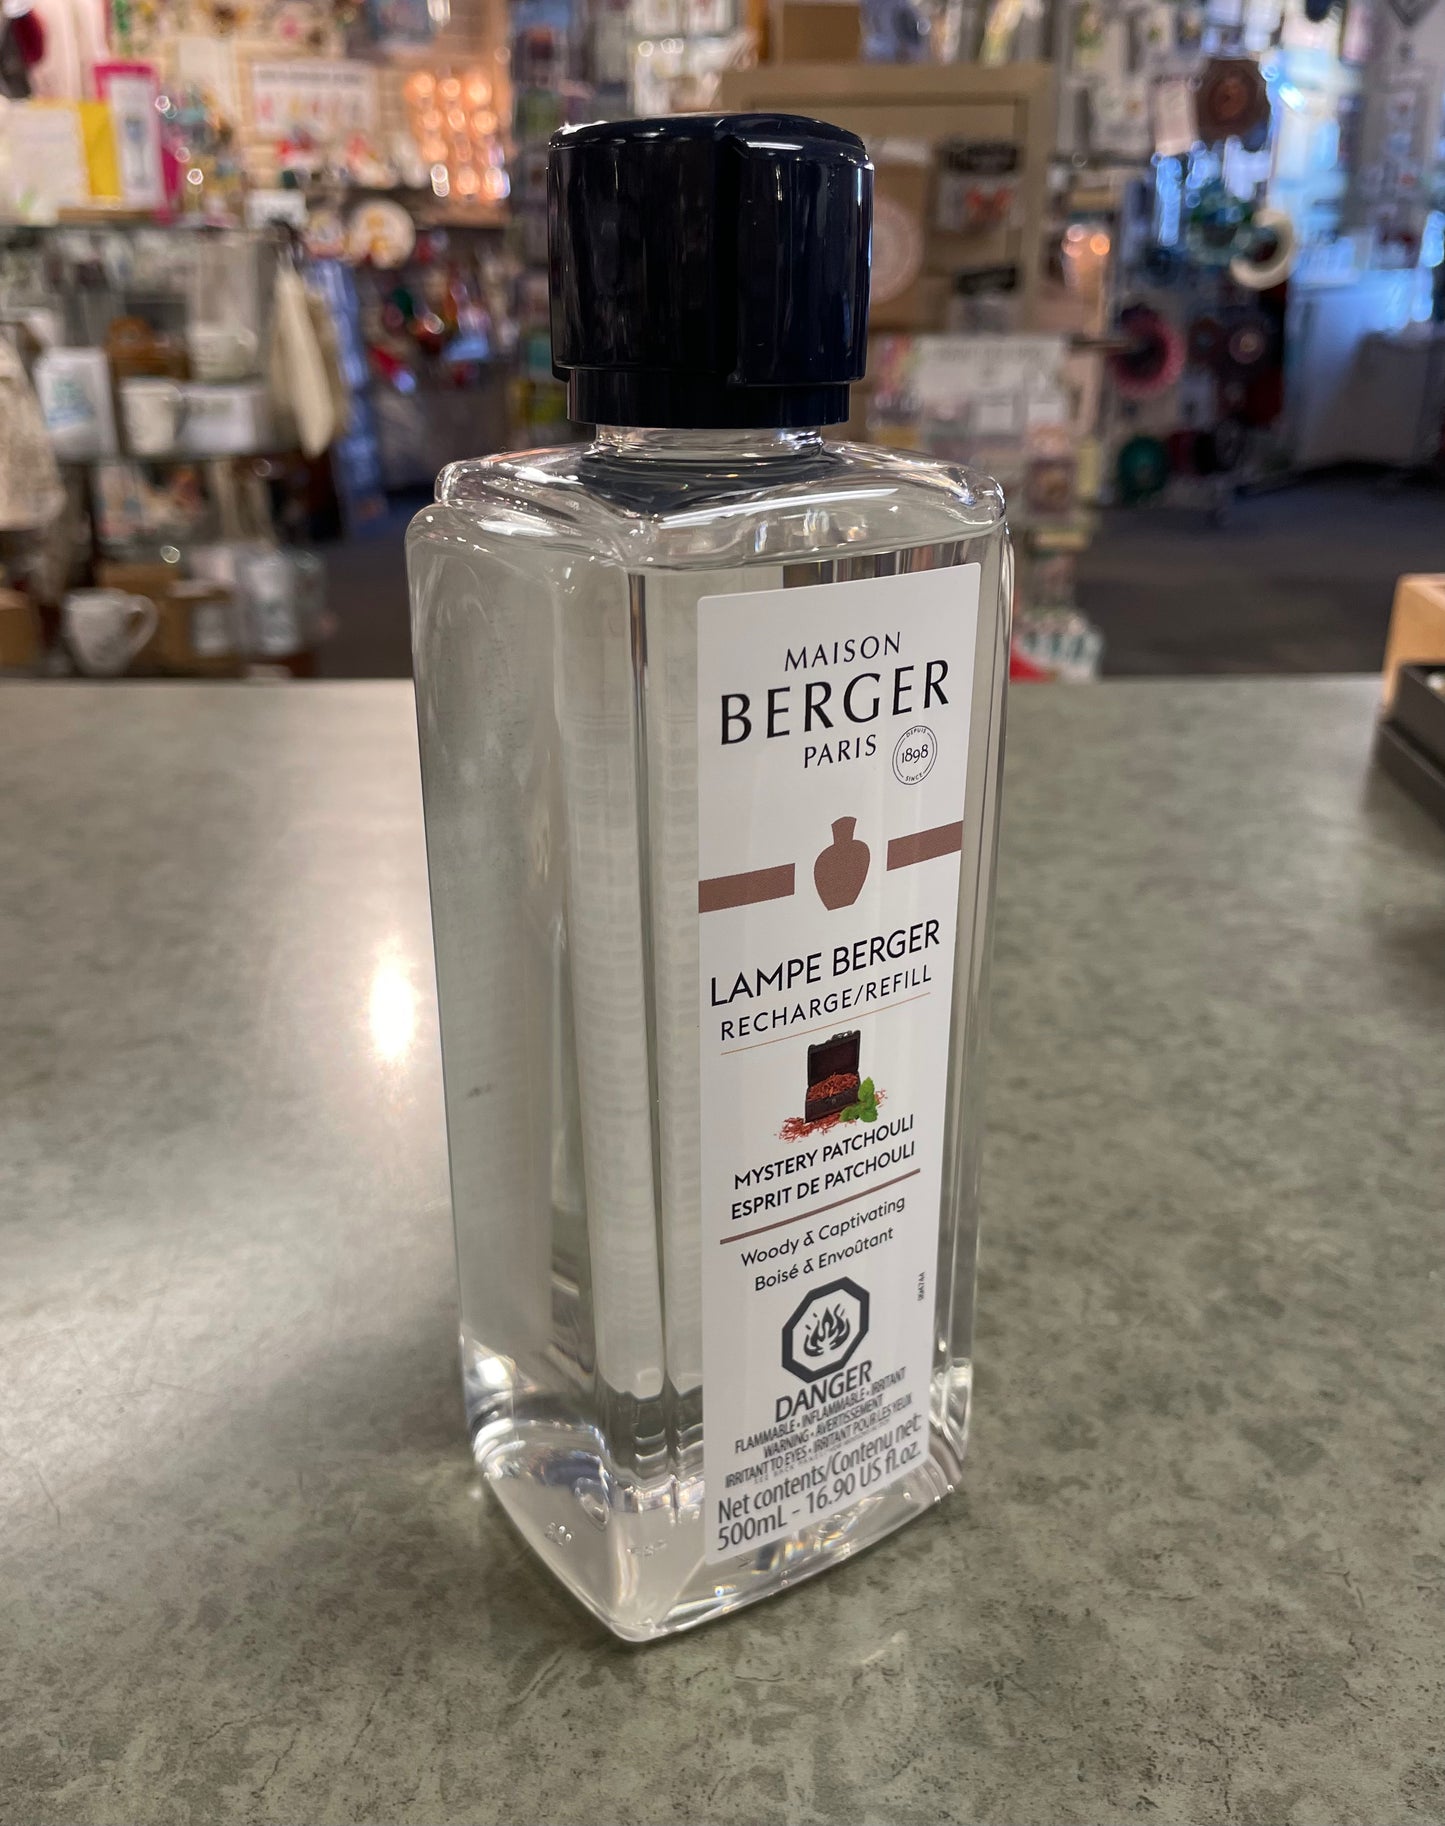 MAISON
BERGER
PARIS
DEPUIS
1898
SINCE
LAMPE BERGER
RECHARGE/REFILL
MYSTERY PATCHOULI
ESPRIT DE PATCHOULI
Woody & Captivating
Boisé & Envoûtant
DANGER
FLAMMABLE • INFLAMMABLE • IRRITANT
WARNING • AVERTISSEMENT
IRRITANT TO EYES • IRRITANT POUR LES YEUX
Net contents/Contenu net:
500mL - 16.90 US fl.oz.